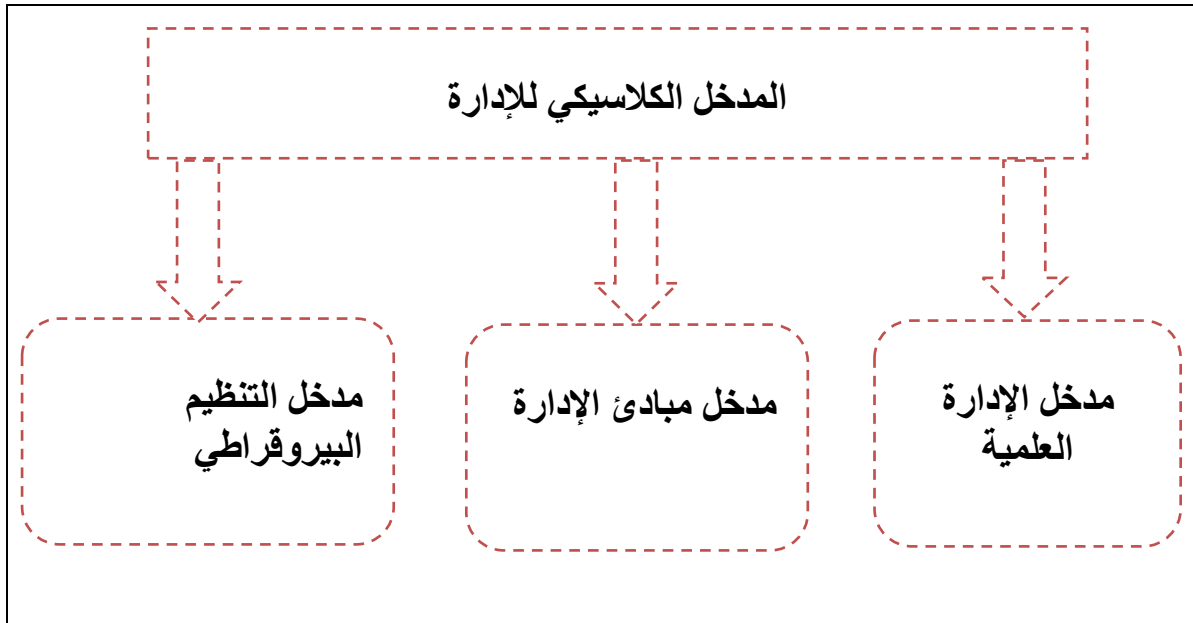 المدخل الكلاسيكي للإدارة
مدخل الإدارة
العلمية
مدخل مبادئ الإدارة
مدخل التنظيم
البيروقراطي